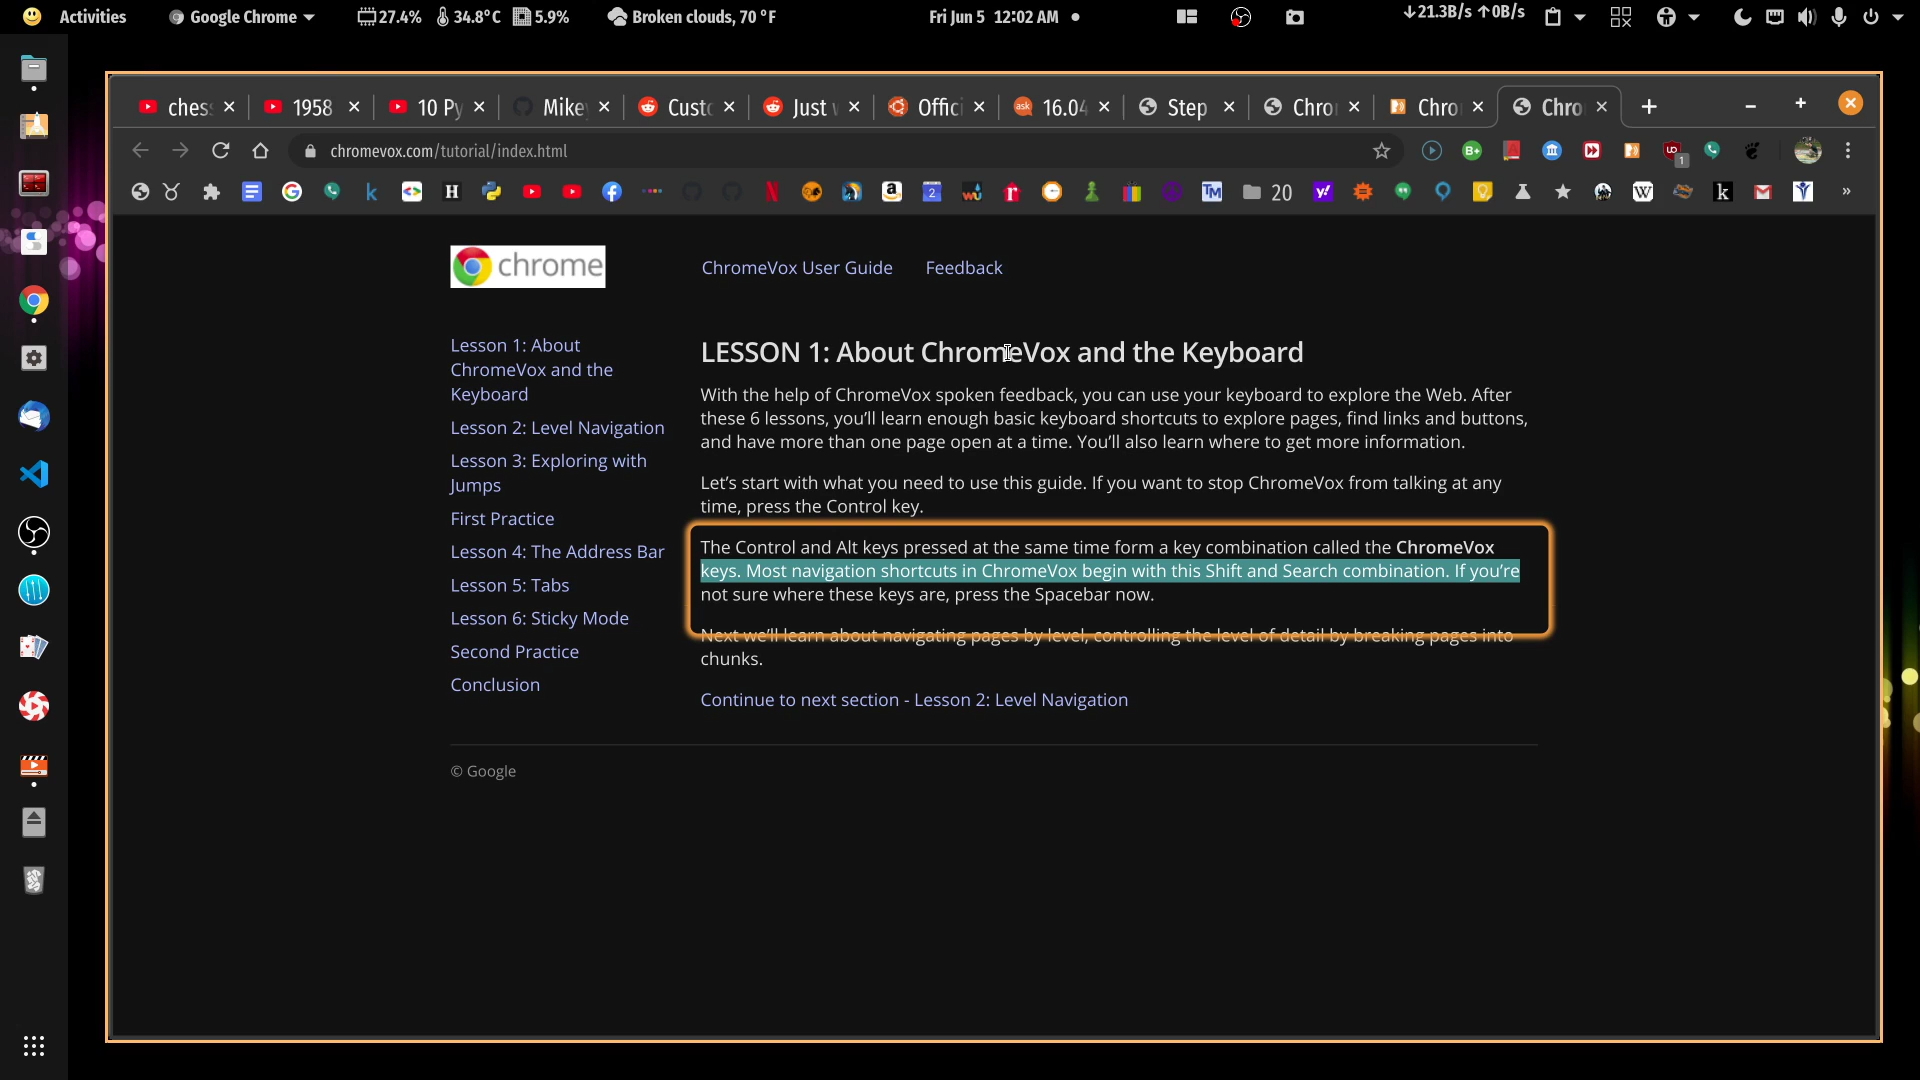 Activities Google Chrome 27.4% 34.8°C 5.9% Broken clouds, 70 °F Fri Jun 5 12:02 AM ↓21.3B/s ↑0B/s
ches 1958 10 Py Mike Custo Just Offici 16.04 Step Chro Chro Chro
chromevox.com/tutorial/index.html
20
chrome
ChromeVox User Guide Feedback
Lesson 1: About
ChromeVox and the
Keyboard
Lesson 2: Level Navigation
Lesson 3: Exploring with
Jumps
First Practice
Lesson 4: The Address Bar
Lesson 5: Tabs
Lesson 6: Sticky Mode
Second Practice
Conclusion
LESSON 1: About ChromeVox and the Keyboard
With the help of ChromeVox spoken feedback, you can use your keyboard to explore the Web. After
these 6 lessons, you'll learn enough basic keyboard shortcuts to explore pages, find links and buttons,
and have more than one page open at a time. You'll also learn where to get more information.
Let's start with what you need to use this guide. If you want to stop ChromeVox from talking at any
time, press the Control key.
The Control and Alt keys pressed at the same time form a key combination called the ChromeVox
keys. Most navigation shortcuts in ChromeVox begin with this Shift and Search combination. If you're
not sure where these keys are, press the Spacebar now.
Next we'll learn about navigating pages by level, controlling the level of detail by breaking pages into
chunks.
Continue to next section - Lesson 2: Level Navigation
© Google